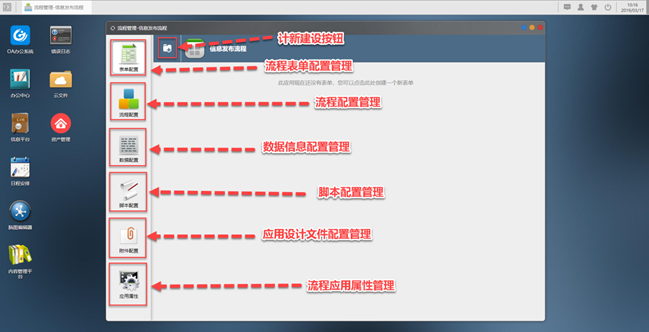 流程管理-信息发布流程
10:16
2018/03/17
OA办公系统
错误日志
办公中心
云文件
信息平台
资产管理
日程安排
脑图编辑器
内容管理平台
流程管理-信息发布流程
信息发布流程
计新建设按钮
表单配置
流程表单配置管理
此应用现在还没有表单，您可以点击此处创建一个新表单
流程配置
流程配置管理
数据配置
数据信息配置管理
脚本配置
脚本配置管理
附件配置
应用设计文件配置管理
应用属性
流程应用属性管理